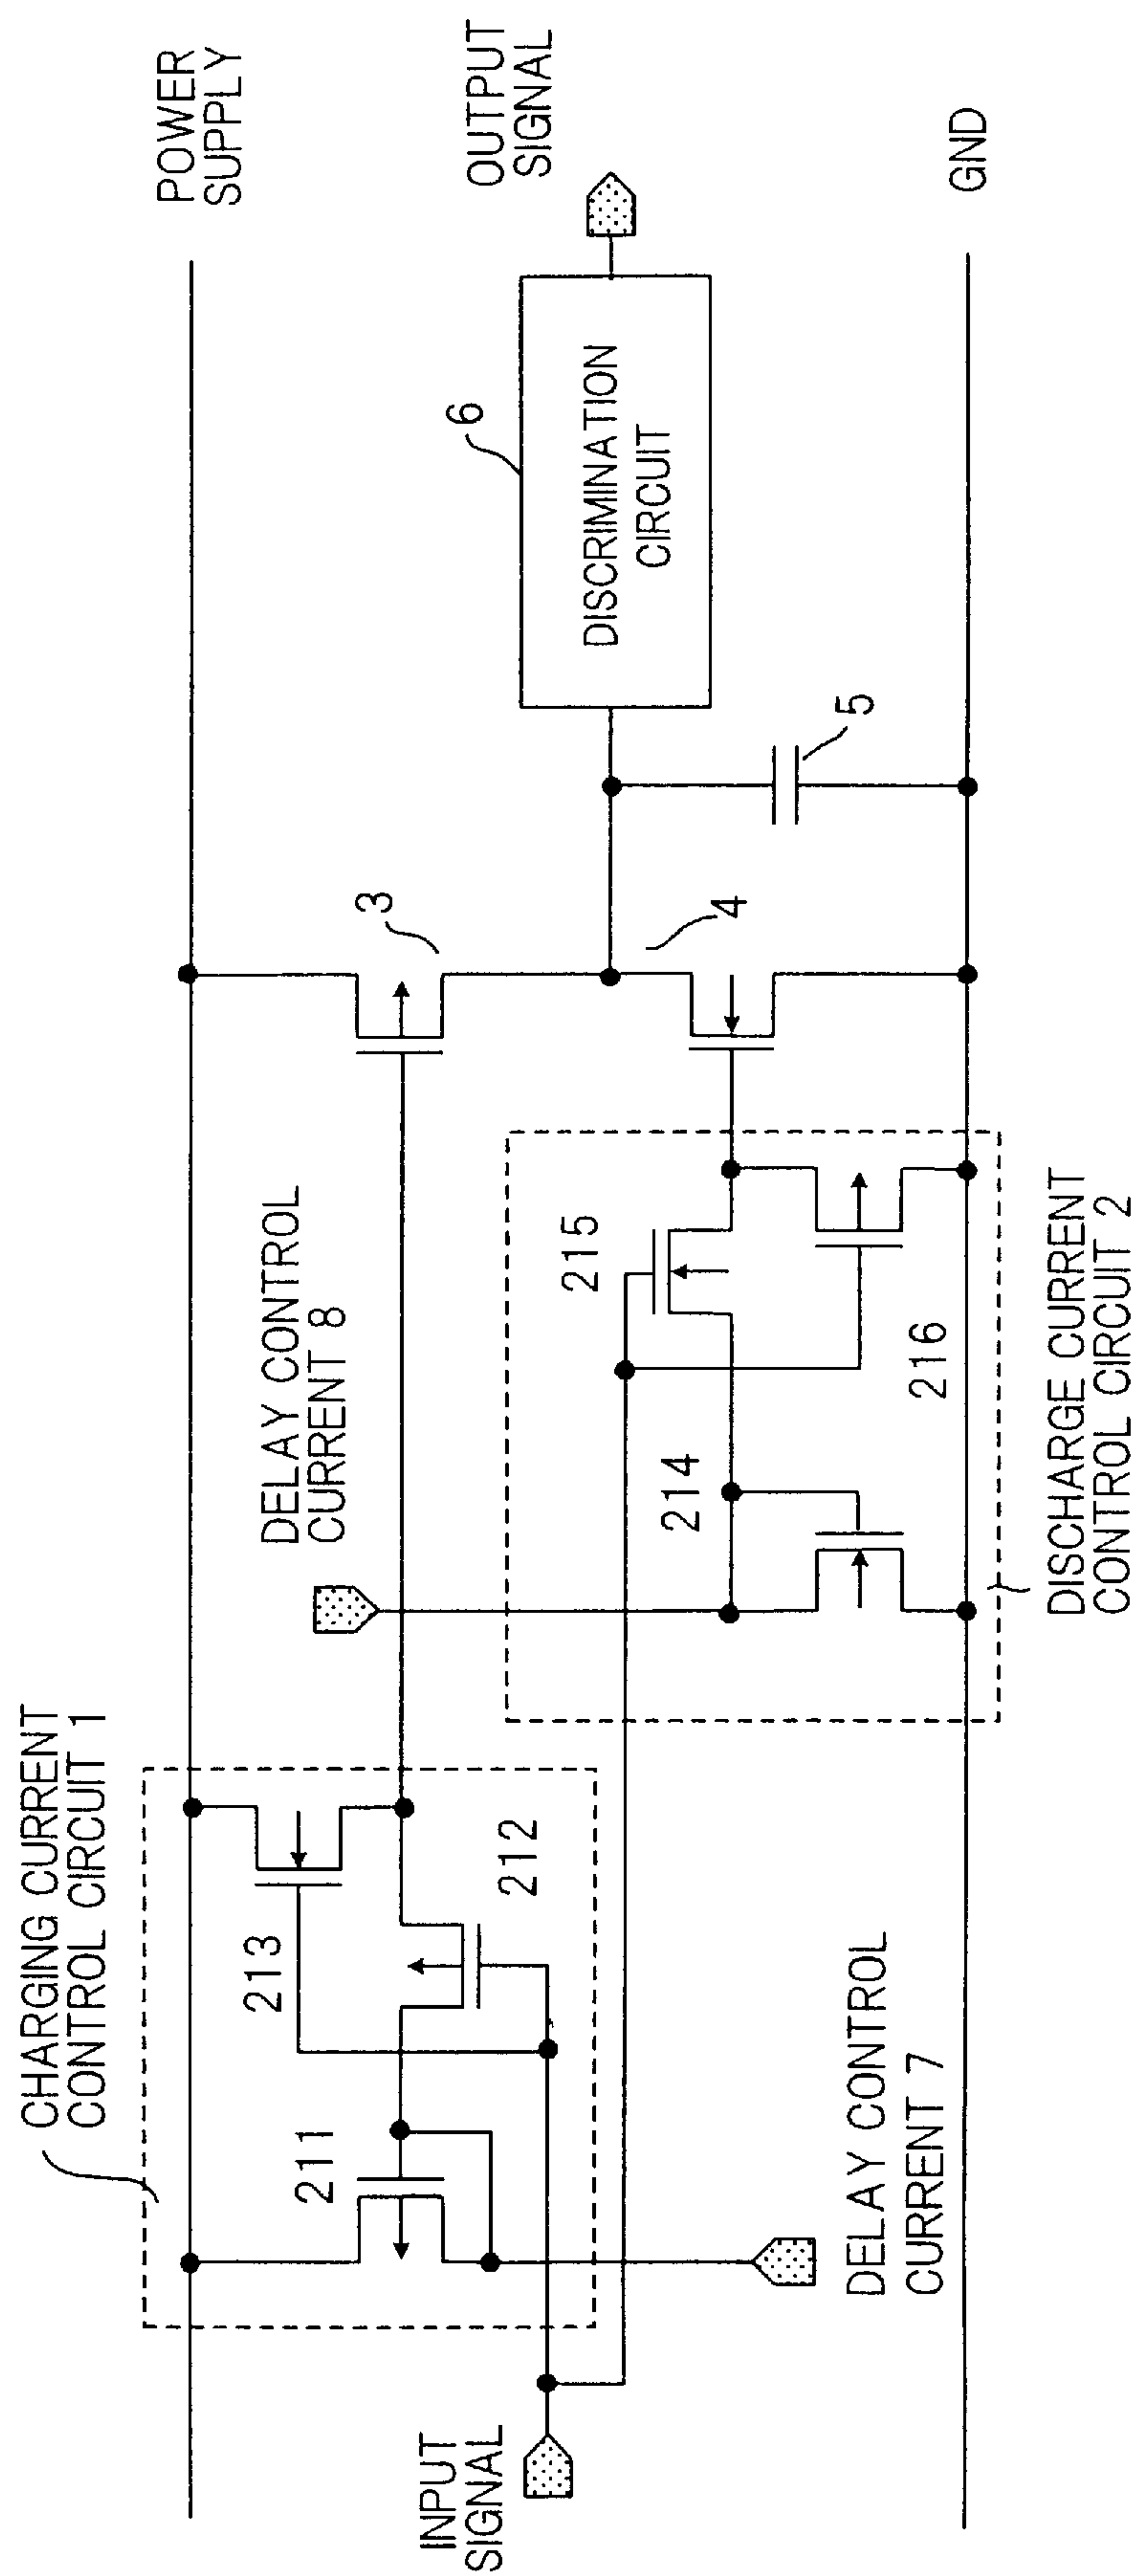 CHARGING CURRENT
CONTROL CIRCUIT 1
POWER
SUPPLY
213
211
212
DELAY CONTROL
CURRENT 8
3
INPUT
SIGNAL
OUTPUT
SIGNAL
6
DISCRIMINATION
CIRCUIT
215
214
4
5
216
DELAY CONTROL
CURRENT 7
GND
DISCHARGE CURRENT
CONTROL CIRCUIT 2